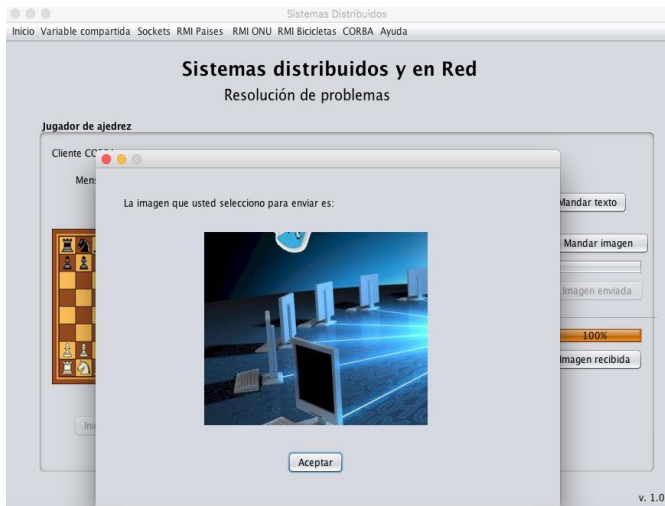 Sistemas Distribuidos
Inicio Variable compartida Sockets RMI Paises RMI ONU RMI Bicicletas CORBA Ayuda
Sistemas distribuidos y en Red
Resolución de problemas
Jugador de ajedrez
Cliente
La imagen que usted selecciono para enviar es:
Mandar texto
Mandar imagen
Imagen enviada
100%
Imagen recibida
Aceptar
v. 1.0